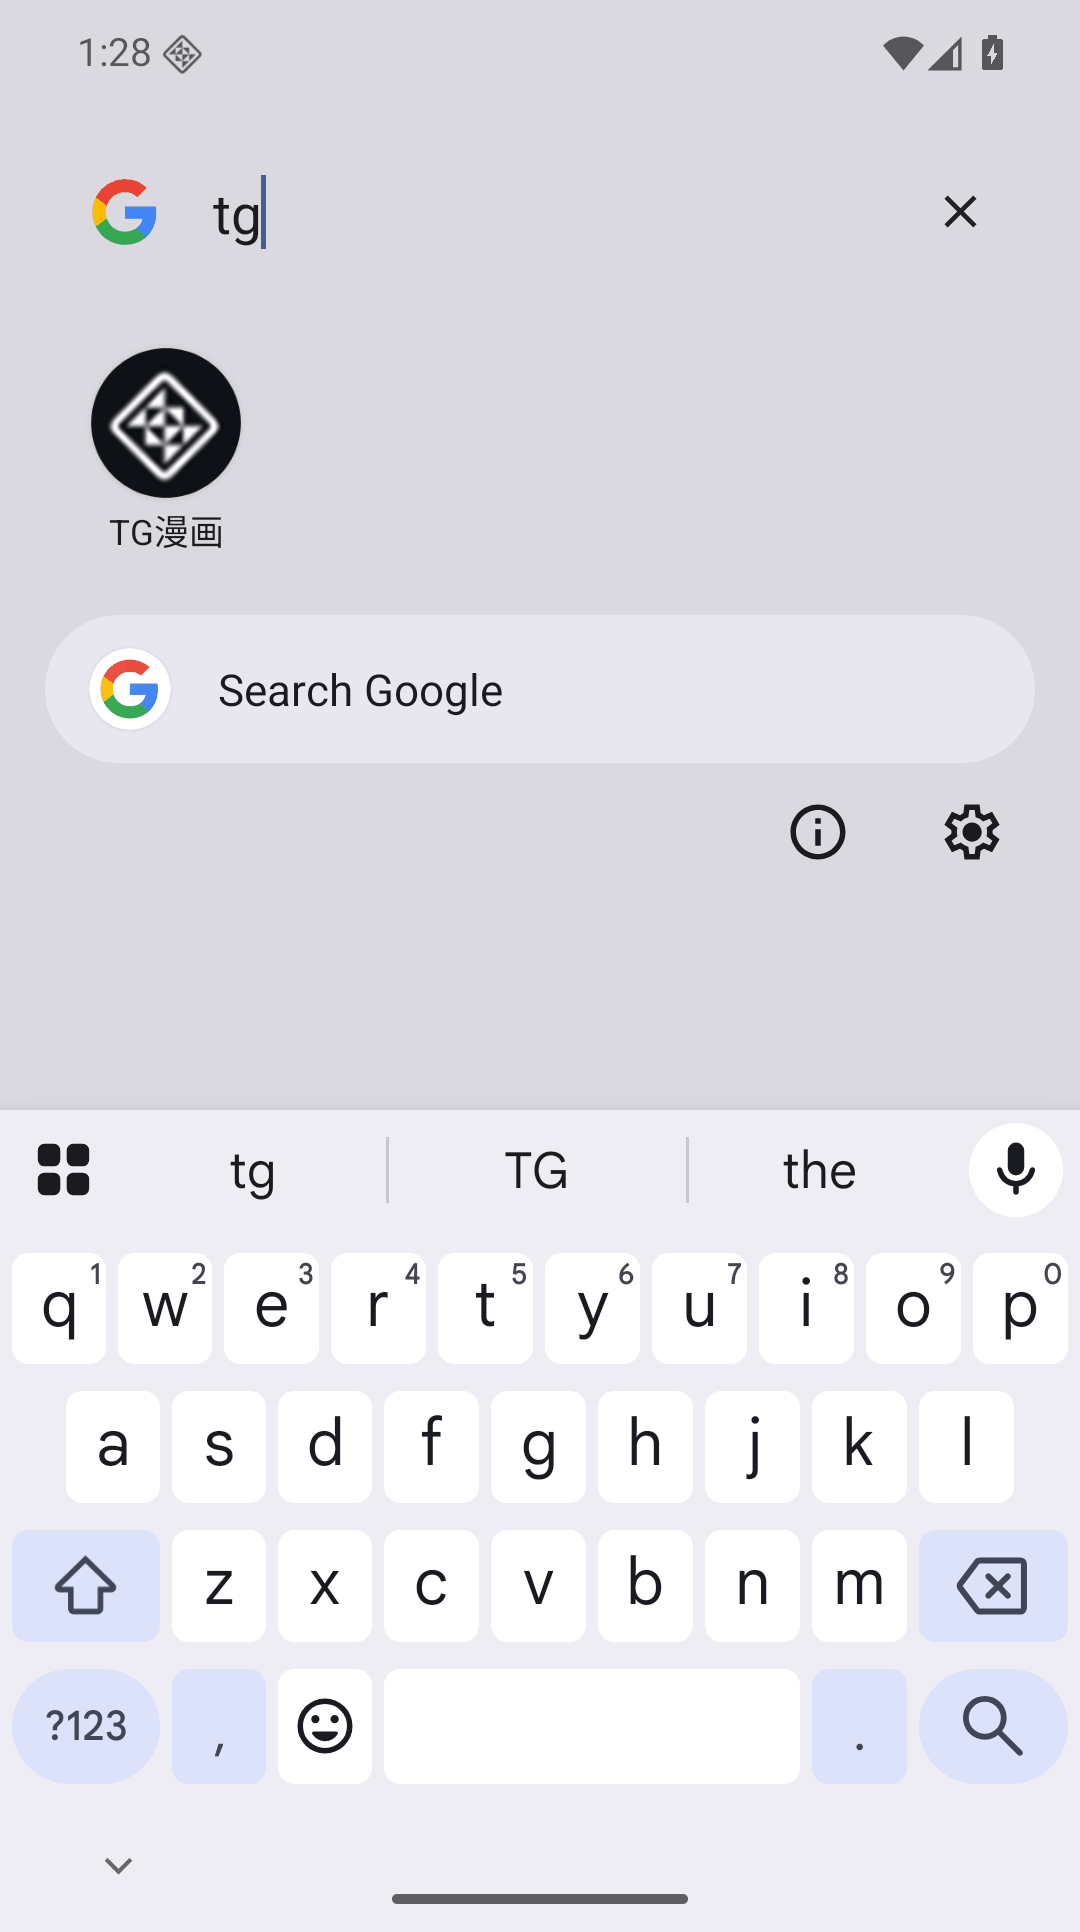 1:28
tg
TG漫画
Search Google
tg TG the
q 1 w 2 e 3 r 4 t 5 y 6 u 7 i 8 o 9 p 0
a s d f g h j k l
z x c v b n m
?123 , .